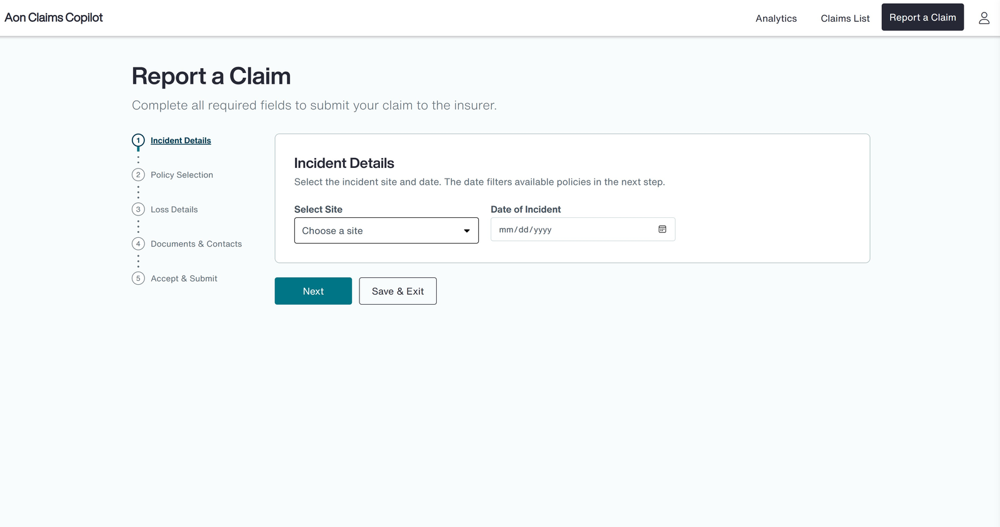 Aon Claims Copilot
Analytics
Claims List
Report a Claim
Report a Claim
Complete all required fields to submit your claim to the insurer.
1 Incident Details
2 Policy Selection
3 Loss Details
4 Documents & Contacts
5 Accept & Submit
Incident Details
Select the incident site and date. The date filters available policies in the next step.
Select Site
Choose a site
Date of Incident
mm/dd/yyyy
Next
Save & Exit